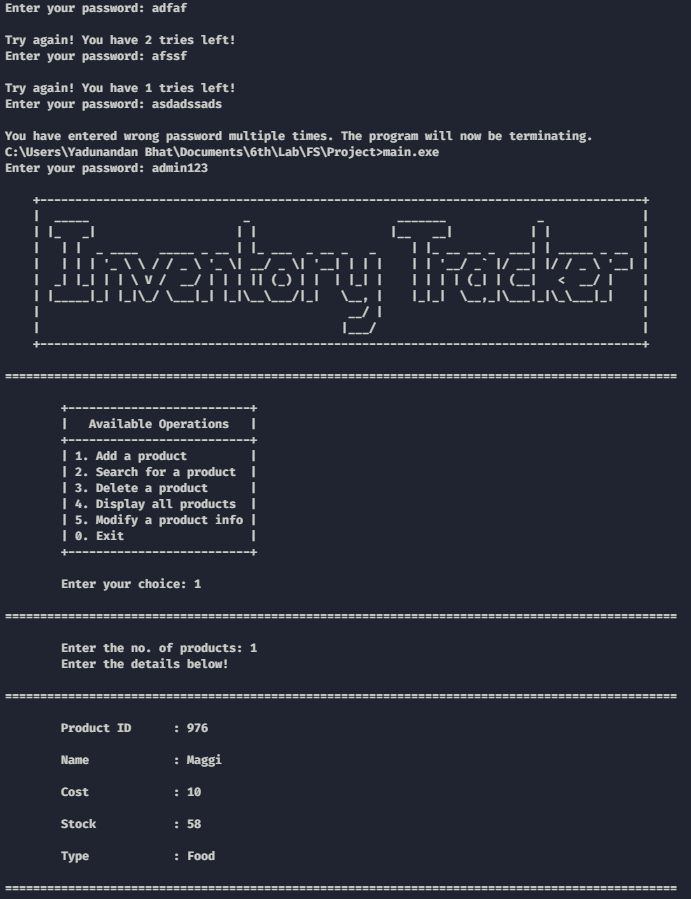 Enter your password: adfaf
Try again! You have 2 tries left!
Enter your password: afssf
Try again! You have 1 tries left!
Enter your password: asdadssads
You have entered wrong password multiple times. The program will now be terminating.
C:\Users\Yadunandan Bhat\Documents\6th\Lab\FS\Project>main.exe
Enter your password: admin123
Inventory Tracker
Available Operations
1. Add a product
2. Search for a product
3. Delete a product
4. Display all products
5. Modify a product info
0. Exit
Enter your choice: 1
Enter the no. of products: 1
Enter the details below!
Product ID : 976
Name : Maggi
Cost : 10
Stock : 58
Type : Food